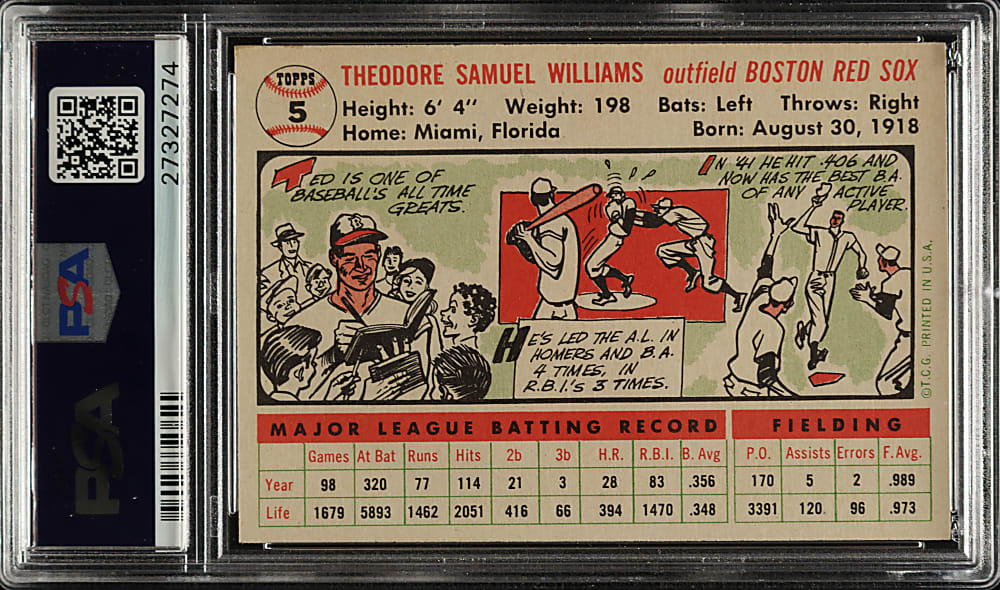 27327274
PSA
PSA
TOPPS
5
THEODORE SAMUEL WILLIAMS outfield BOSTON RED SOX
Height: 6' 4" Weight: 198 Bats: Left Throws: Right
Home: Miami, Florida Born: August 30, 1918
TED IS ONE OF
BASEBALL'S ALL TIME
GREATS.
B
HE'S LED THE A.L. IN
HOMERS AND B.A.
4 TIMES, IN
R.B.I.'S 3 TIMES.
IN '41 HE HIT .406 AND
NOW HAS THE BEST B.A.
OF ANY ACTIVE
PLAYER.
©T.C.G. PRINTED IN U.S.A.
MAJOR LEAGUE BATTING RECORD FIELDING
Games At Bat Runs Hits 2b 3b H.R. R.B.I. B. Avg P.O. Assists Errors F. Avg.
Year 98 320 77 114 21 3 28 83 .356 170 5 2 .989
Life 1679 5893 1462 2051 416 66 394 1470 .348 3391 120 96 .973